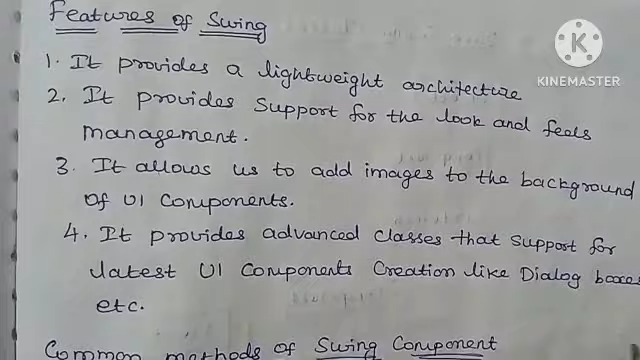 Features of Swing
1. It provides a lightweight architecture
2. It provides support for the look and feels
management.
3. It allows us to add images to the background
of UI components.
4. It provides advanced classes that support for
latest UI components creation like Dialog boxes
etc.
Common methods of Swing Component
K
KINEMASTER